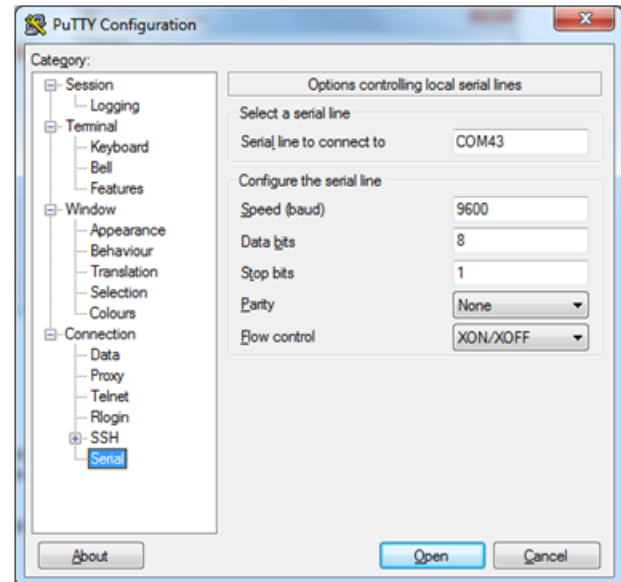 PuTTY Configuration
Category:
Session
Logging
Terminal
Keyboard
Bell
Features
Window
Appearance
Behaviour
Translation
Selection
Colours
Connection
Data
Proxy
Telnet
Rlogin
SSH
Serial
Options controlling local serial lines
Select a serial line
Serial line to connect to COM43
Configure the serial line
Speed (baud) 9600
Data bits 8
Stop bits 1
Parity None
Flow control XON/XOFF
About Open Cancel